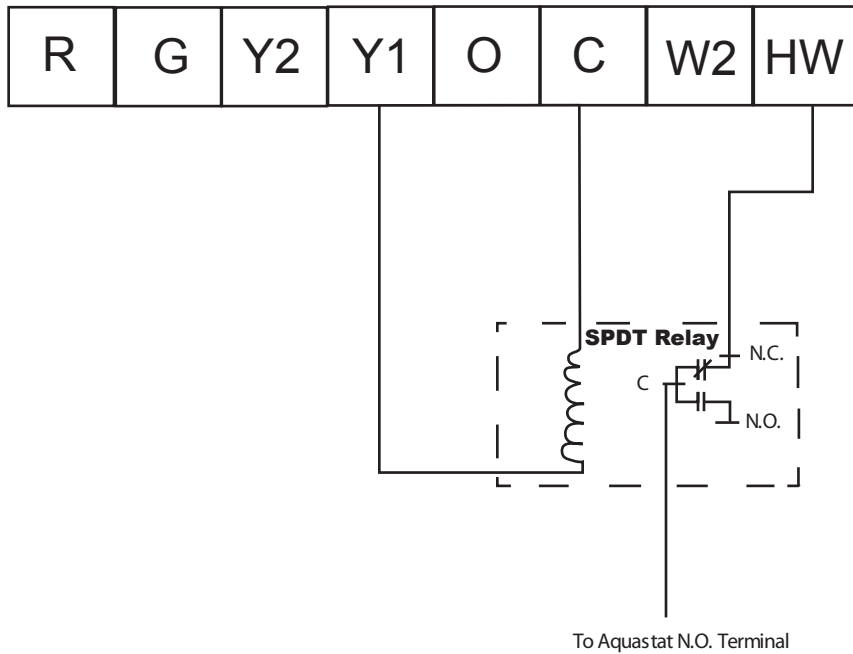 R G Y2 Y1 O C W2 HW
SPDT Relay
N.C.
C
N.O.
To Aquastat N.O. Terminal